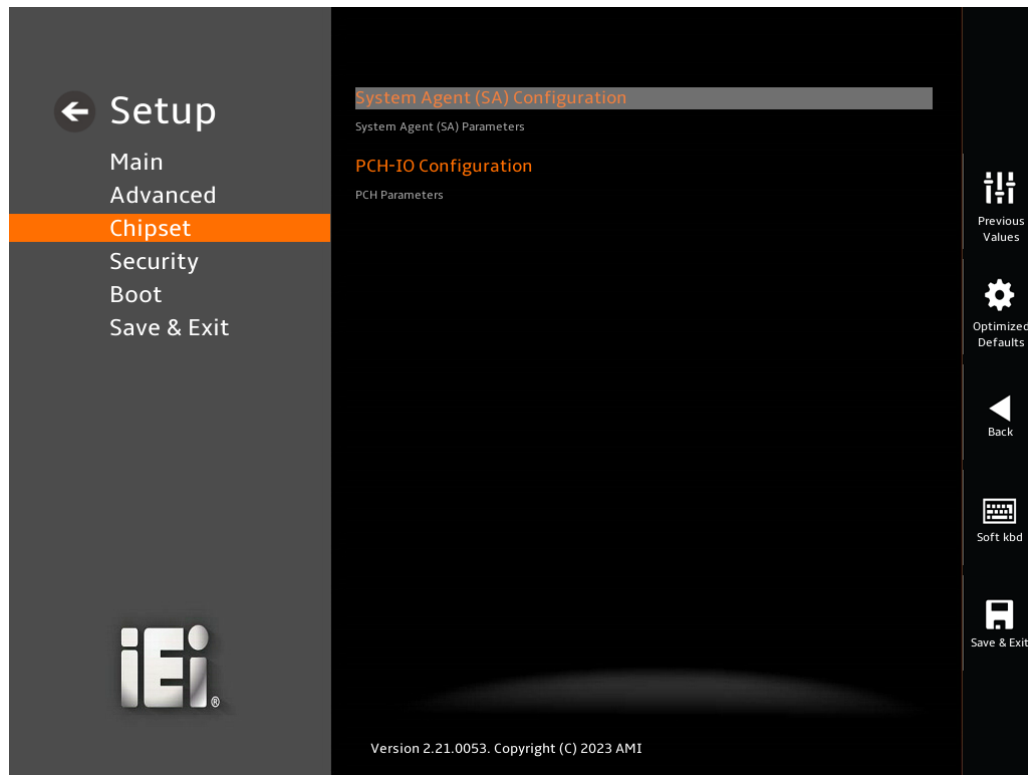 Setup
Main
Advanced
Chipset
Security
Boot
Save & Exit
iEi®
System Agent (SA) Configuration
System Agent (SA) Parameters
PCH-IO Configuration
PCH Parameters
Version 2.21.0053. Copyright (C) 2023 AMI
Previous
Values
Optimized
Defaults
Back
Soft kbd
Save & Exit